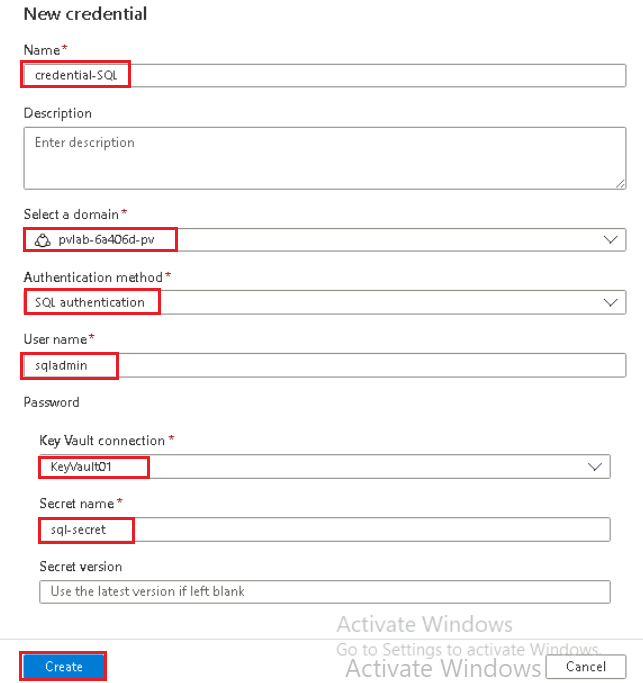 New credential
Name*
credential-SQL
Description
Enter description
Select a domain*
pvlab-6a406d-pv
Authentication method*
SQL authentication
User name*
sqladmin
Password
Key Vault connection *
KeyVault01
Secret name *
sql-secret
Secret version
Use the latest version if left blank
Activate Windows
Go to Settings to activate Windows.
Activate Windows
Create
Cancel